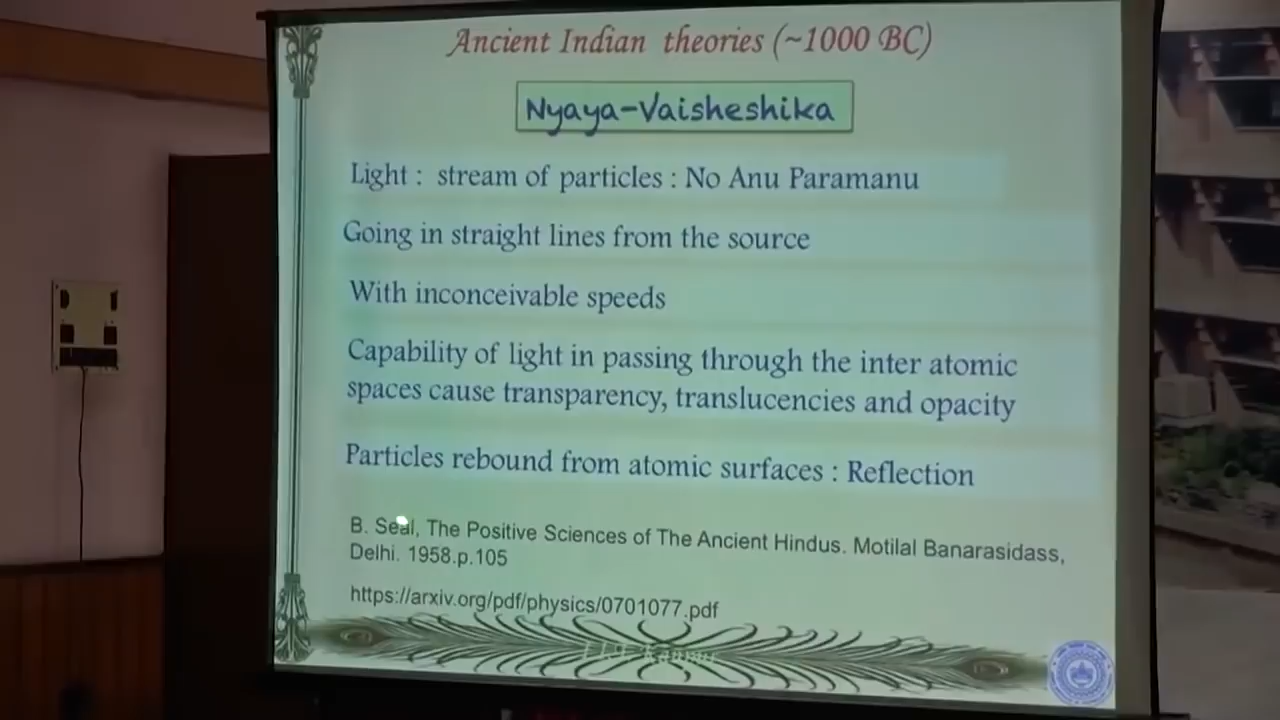 Ancient Indian theories (~1000 BC)
Nyaya-Vaisheshika
Light : stream of particles : No Anu Paramanu
Going in straight lines from the source
With inconceivable speeds
Capability of light in passing through the inter atomic
spaces cause transparency, translucencies and opacity
Particles rebound from atomic surfaces : Reflection
B. Seal, The Positive Sciences of The Ancient Hindus. Motilal Banarasidass,
Delhi. 1958.p.105
https://arxiv.org/pdf/physics/0701077.pdf